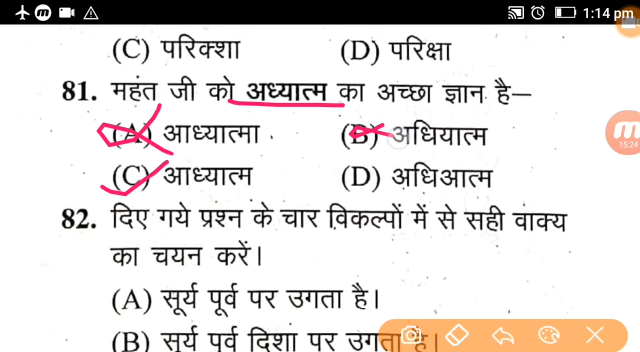 1:14 pm
(C) परिक्शा (D) परिक्षा
81. महंत जी को अध्यात्म का अच्छा ज्ञान है—
(A) आध्यात्मा (B) अधियात्म
15:24
(C) आध्यात्म (D) अधिआत्म
82. दिए गये प्रश्न के चार विकल्पों में से सही वाक्य
का चयन करें।
(A) सूर्य पूर्व पर उगता है।
(B) सूर्य पूर्व दिशा पर उगता है।